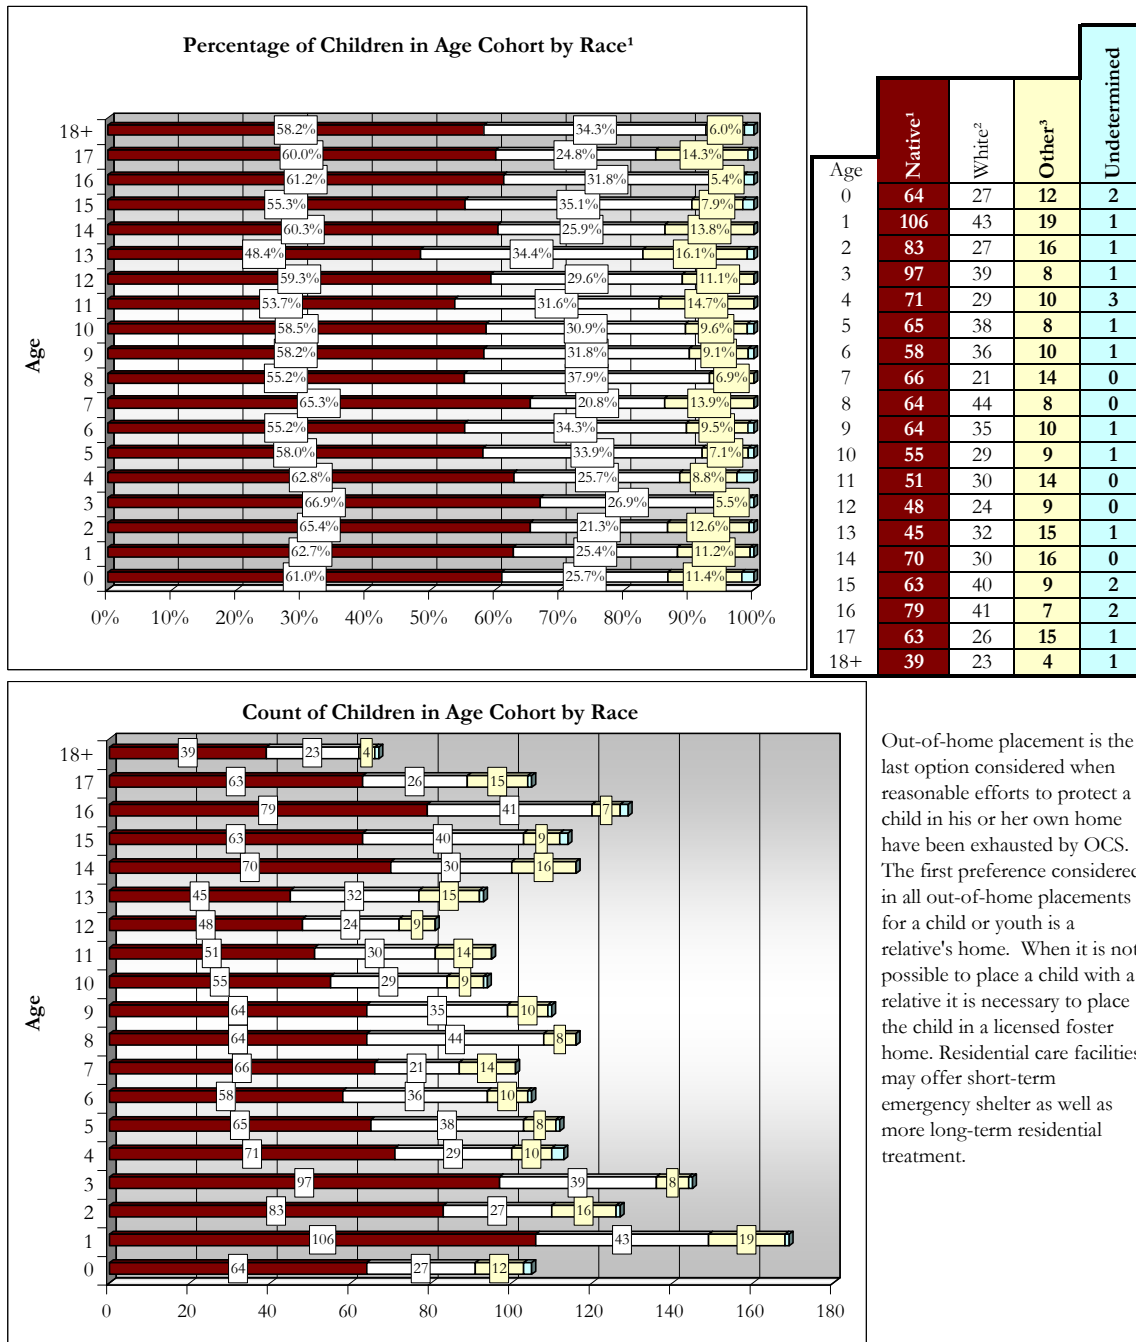 Percentage of Children in Age Cohort by Race¹
Age
18+ 58.2% 34.3% 6.0%
17 60.0% 24.8% 14.3%
16 61.2% 31.8% 5.4%
15 55.3% 35.1% 7.9%
14 60.3% 25.9% 13.8%
13 48.4% 34.4% 16.1%
12 59.3% 29.6% 11.1%
11 53.7% 31.6% 14.7%
10 58.5% 30.9% 9.6%
9 58.2% 31.8% 9.1%
8 55.2% 37.9% 6.9%
7 65.3% 20.8% 13.9%
6 55.2% 34.3% 9.5%
5 58.0% 33.9% 7.1%
4 62.8% 25.7% 8.8%
3 66.9% 26.9% 5.5%
2 65.4% 21.3% 12.6%
1 62.7% 25.4% 11.2%
0 61.0% 25.7% 11.4%
0% 10% 20% 30% 40% 50% 60% 70% 80% 90% 100%
Age Native¹ White² Other³ Undetermined
0 64 27 12 2
1 106 43 19 1
2 83 27 16 1
3 97 39 8 1
4 71 29 10 3
5 65 38 8 1
6 58 36 10 1
7 66 21 14 0
8 64 44 8 0
9 64 35 10 1
10 55 29 9 1
11 51 30 14 0
12 48 24 9 0
13 45 32 15 1
14 70 30 16 0
15 63 40 9 2
16 79 41 7 2
17 63 26 15 1
18+ 39 23 4 1
Count of Children in Age Cohort by Race
Age
18+ 39 23 4
17 63 26 15
16 79 41 7
15 63 40 9
14 70 30 16
13 45 32 15
12 48 24 9
11 51 30 14
10 55 29 9
9 64 35 10
8 64 44 8
7 66 21 14
6 58 36 10
5 65 38 8
4 71 29 10
3 97 39 8
2 83 27 16
1 106 43 19
0 64 27 12
0 20 40 60 80 100 120 140 160 180
Out-of-home placement is the
last option considered when
reasonable efforts to protect a
child in his or her own home
have been exhausted by OCS.
The first preference considered
in all out-of-home placements
for a child or youth is a
relative's home. When it is not
possible to place a child with a
relative it is necessary to place
the child in a licensed foster
home. Residential care facilities
may offer short-term
emergency shelter as well as
more long-term residential
treatment.